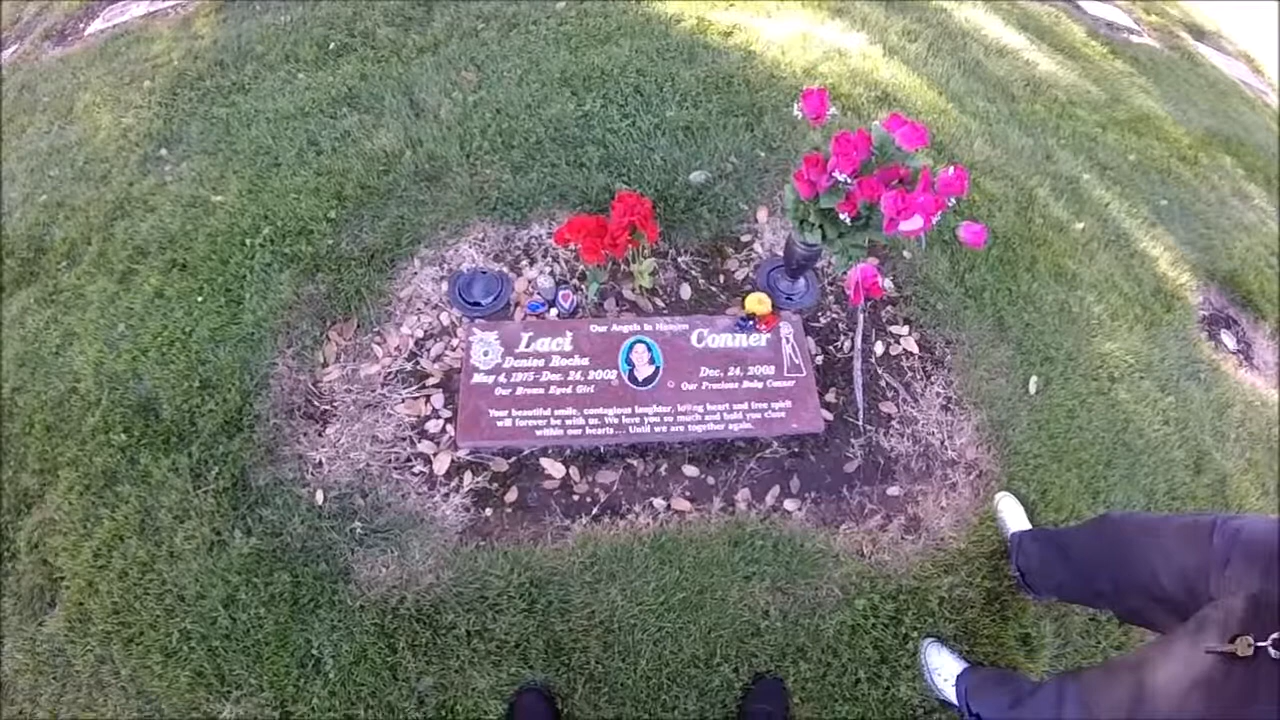 Our Angels In Heaven
Laci
Conner
Denise Rocha
May 4, 1975-Dec. 24, 2002
Dec. 24, 2002
Our Brown Eyed Girl
Our Precious Baby Conner
Your beautiful smile, contagious laughter, loving heart and free spirit
will forever be with us. We love you so much and hold you close
within our hearts... Until we are together again.